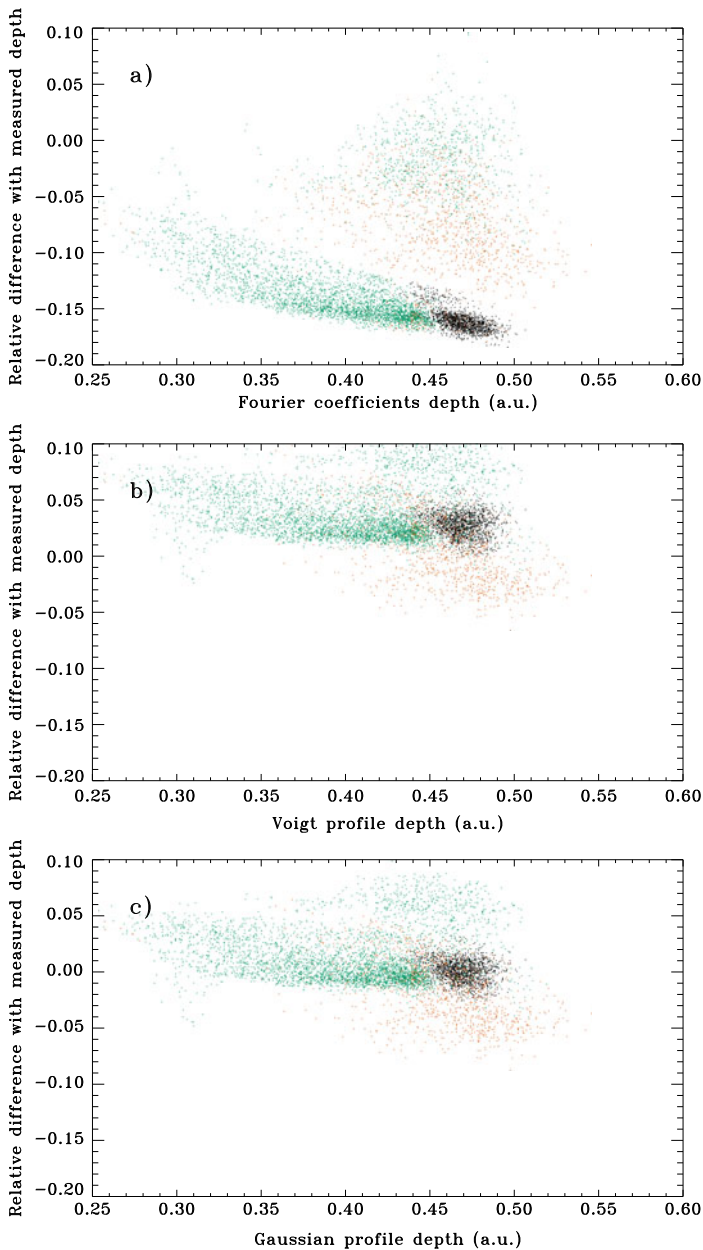 Relative difference with measured depth
0.10
0.05
0.00
−0.05
−0.10
−0.15
−0.20
a)
0.25 0.30 0.35 0.40 0.45 0.50 0.55 0.60
Fourier coefficients depth (a.u.)
Relative difference with measured depth
0.10
0.05
0.00
−0.05
−0.10
−0.15
−0.20
b)
0.25 0.30 0.35 0.40 0.45 0.50 0.55 0.60
Voigt profile depth (a.u.)
Relative difference with measured depth
0.10
0.05
0.00
−0.05
−0.10
−0.15
−0.20
c)
0.25 0.30 0.35 0.40 0.45 0.50 0.55 0.60
Gaussian profile depth (a.u.)